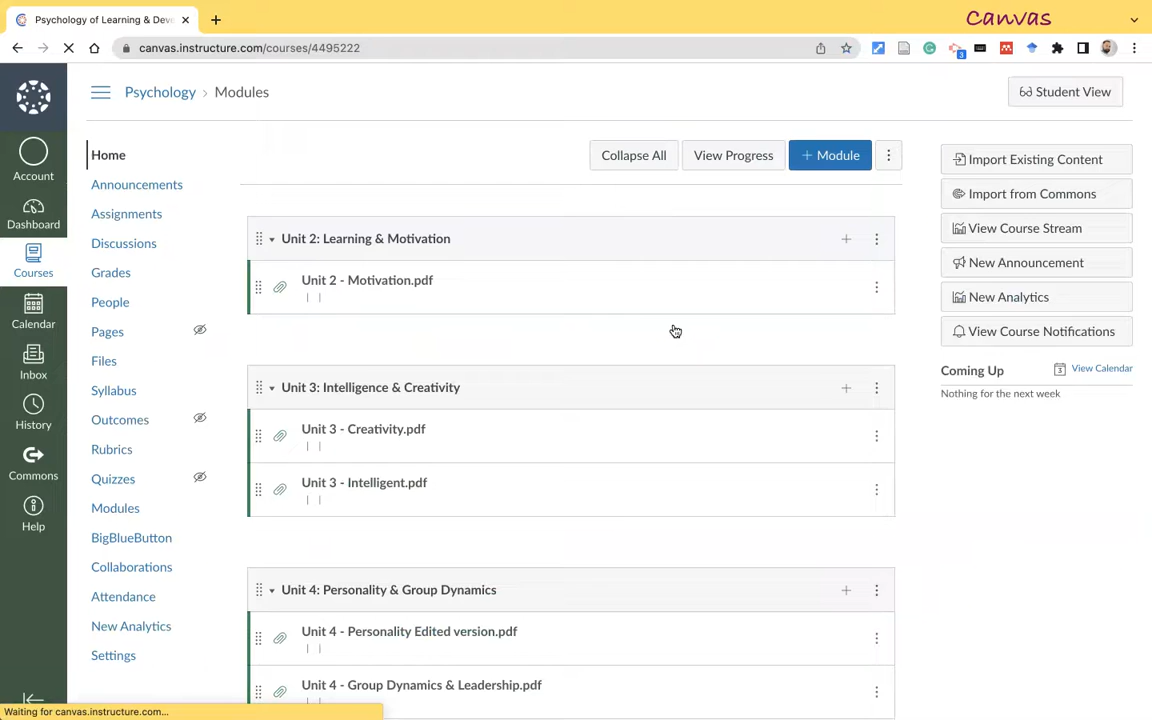 Psychology of Learning & Deve
Canvas
canvas.instructure.com/courses/4495222
3
Psychology › Modules
Student View
Account
Dashboard
Courses
Calendar
Inbox
History
Commons
Help
Home
Announcements
Assignments
Discussions
Grades
People
Pages
Files
Syllabus
Outcomes
Rubrics
Quizzes
Modules
BigBlueButton
Collaborations
Attendance
New Analytics
Settings
Collapse All
View Progress
+ Module
Unit 2: Learning & Motivation
Unit 2 - Motivation.pdf
Unit 3: Intelligence & Creativity
Unit 3 - Creativity.pdf
Unit 3 - Intelligent.pdf
Unit 4: Personality & Group Dynamics
Unit 4 - Personality Edited version.pdf
Unit 4 - Group Dynamics & Leadership.pdf
Import Existing Content
Import from Commons
View Course Stream
New Announcement
New Analytics
View Course Notifications
Coming Up
3 View Calendar
Nothing for the next week
Waiting for canvas.instructure.com...